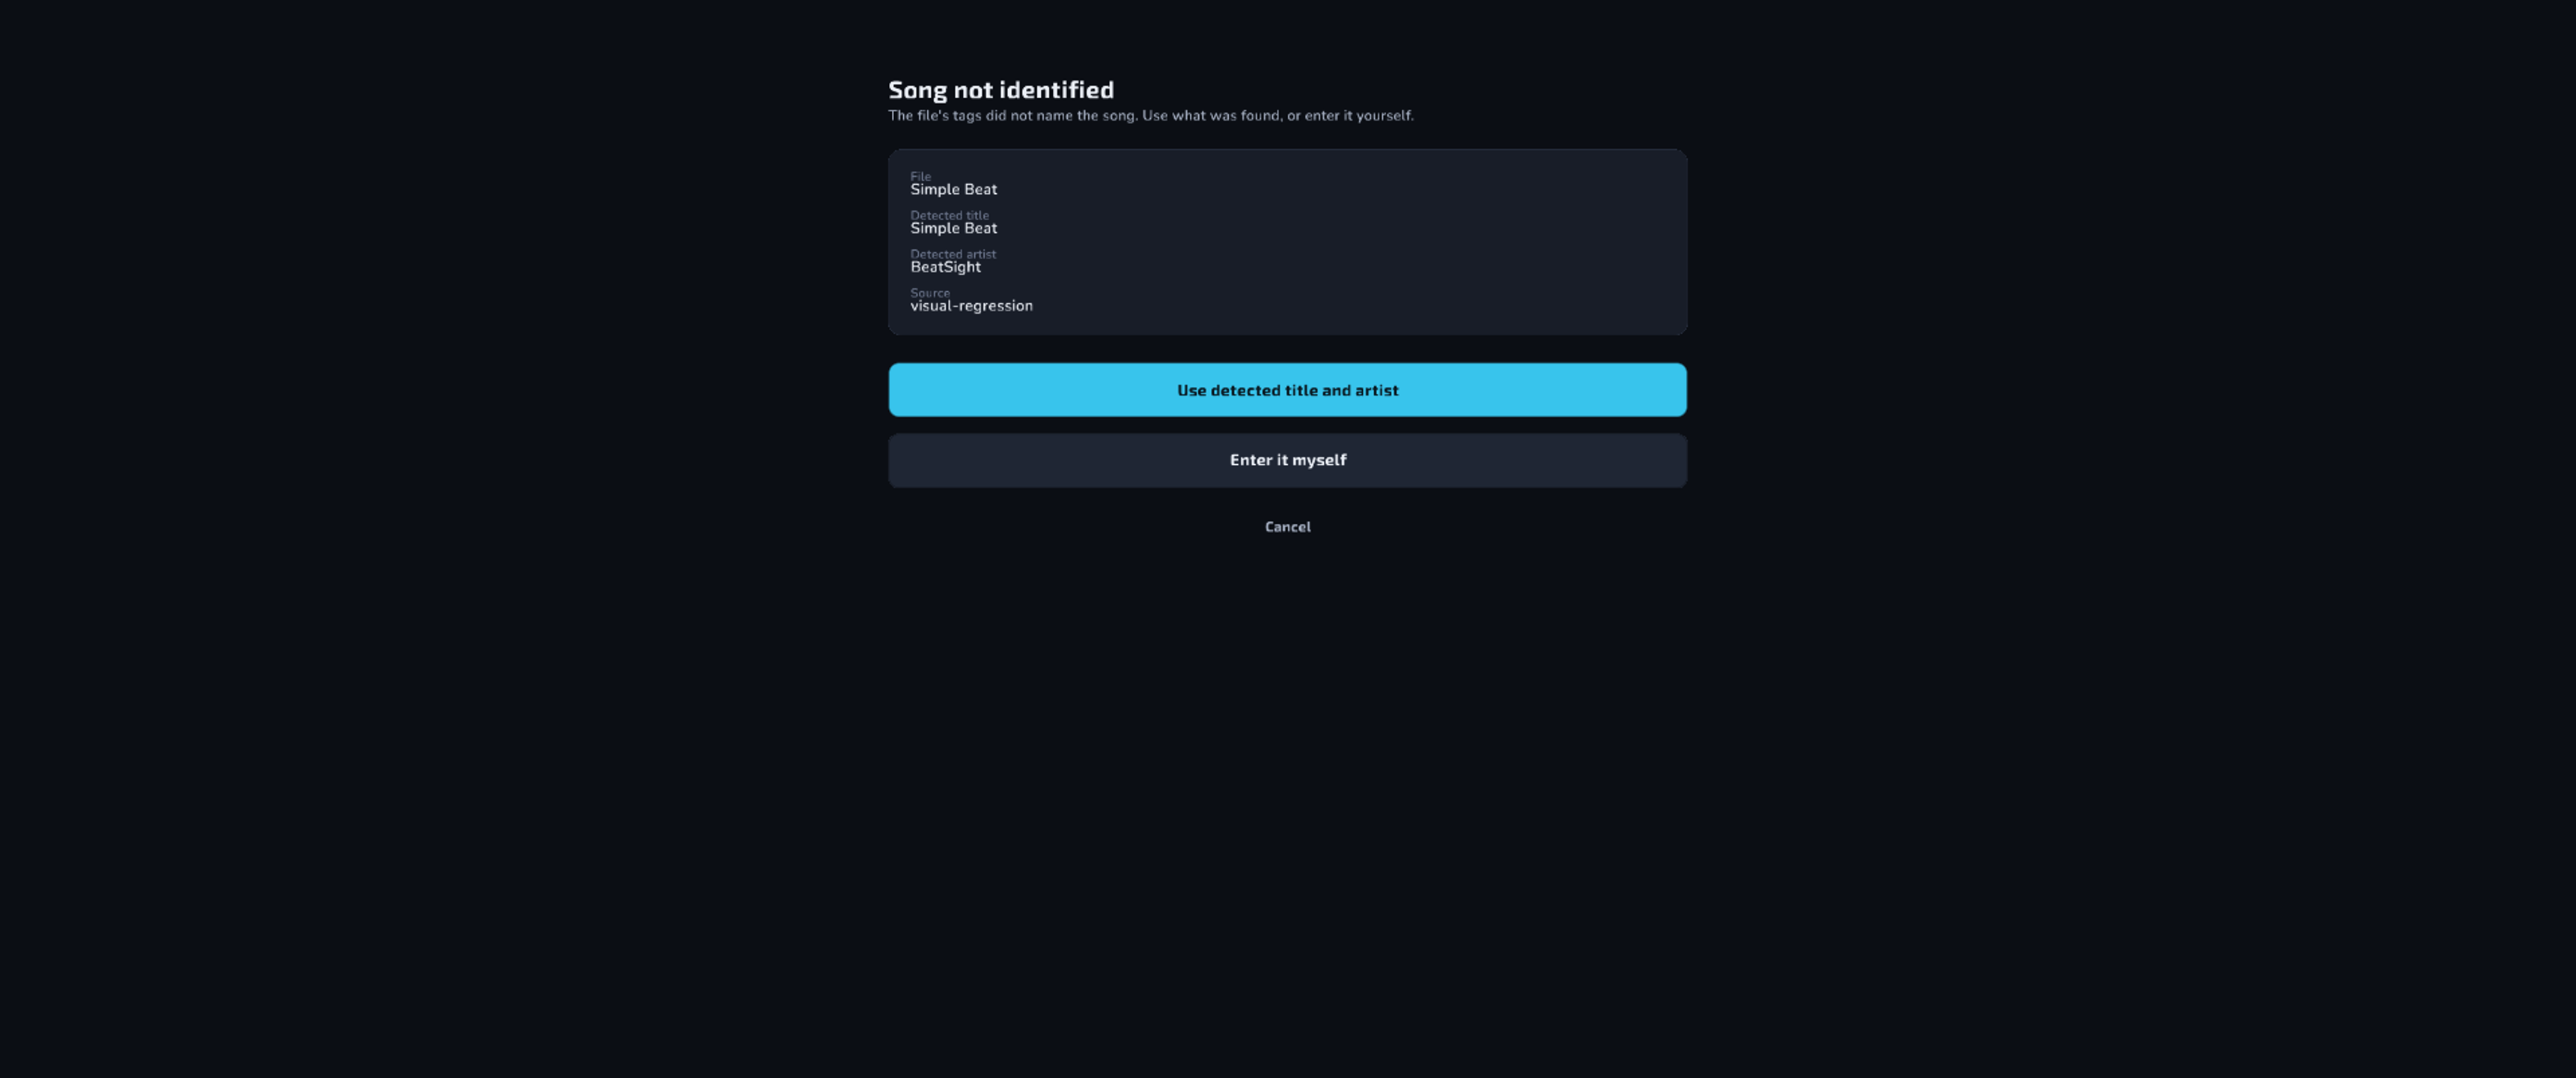 Song not identified
The file's tags did not name the song. Use what was found, or enter it yourself.
File
Simple Beat
Detected title
Simple Beat
Detected artist
BeatSight
Source
visual-regression
Use detected title and artist
Enter it myself
Cancel